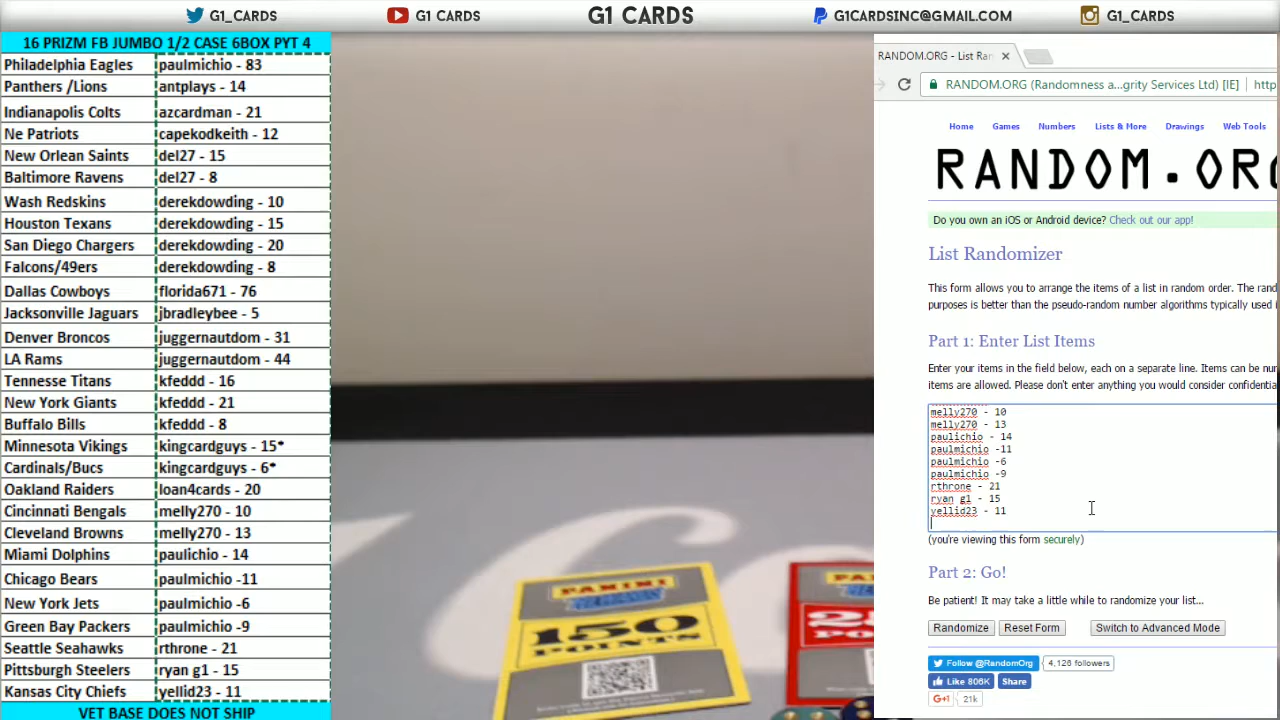 G1_CARDS G1 CARDS G1 CARDS G1CARDSINC@GMAIL.COM G1_CARDS
16 PRIZM FB JUMBO 1/2 CASE 6BOX PYT 4
Philadelphia Eagles paulmichio - 83
Panthers /Lions antplays - 14
Indianapolis Colts azcardman - 21
Ne Patriots capekodkeith - 12
New Orlean Saints del27 - 15
Baltimore Ravens del27 - 8
Wash Redskins derekdowding - 10
Houston Texans derekdowding - 15
San Diego Chargers derekdowding - 20
Falcons/49ers derekdowding - 8
Dallas Cowboys florida671 - 76
Jacksonville Jaguars jbradleybee - 5
Denver Broncos juggernautdom - 31
LA Rams juggernautdom - 44
Tennesse Titans kfeddd - 16
New York Giants kfeddd - 21
Buffalo Bills kfeddd - 8
Minnesota Vikings kingcardguys - 15*
Cardinals/Bucs kingcardguys - 6*
Oakland Raiders loan4cards - 20
Cincinnati Bengals melly270 - 10
Cleveland Browns melly270 - 13
Miami Dolphins paulichio - 14
Chicago Bears paulmichio -11
New York Jets paulmichio -6
Green Bay Packers paulmichio -9
Seattle Seahawks rthrone - 21
Pittsburgh Steelers ryan g1 - 15
Kansas City Chiefs yellid23 - 11
VET BASE DOES NOT SHIP
PANINI
150
POINTS
RANDOM.ORG - List Ran
RANDOM.ORG (Randomness a...grity Services Ltd) [IE] http
Home Games Numbers Lists & More Drawings Web Tools
RANDOM.ORG
Do you own an iOS or Android device? Check out our app!
List Randomizer
This form allows you to arrange the items of a list in random order. The rand
purposes is better than the pseudo-random number algorithms typically used i
Part 1: Enter List Items
Enter your items in the field below, each on a separate line. Items can be nu
items are allowed. Please don't enter anything you would consider confidentia
melly270 - 10
melly270 - 13
paulichio - 14
paulmichio -11
paulmichio -6
paulmichio -9
rthrone - 21
ryan g1 - 15
yellid23 - 11
(you're viewing this form securely)
Part 2: Go!
Be patient! It may take a little while to randomize your list...
Randomize Reset Form Switch to Advanced Mode
Follow @RandomOrg 4,126 followers
Like 806K Share
G+1 21k